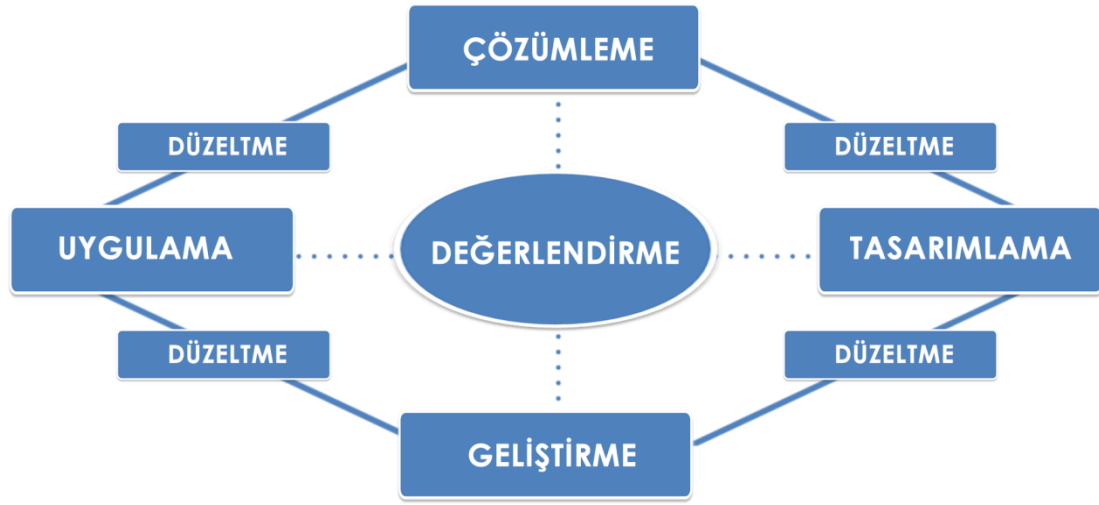 ÇÖZÜMLEME
DÜZELTME
DÜZELTME
UYGULAMA
DEĞERLENDİRME
TASARIMLAMA
DÜZELTME
DÜZELTME
GELİŞTİRME